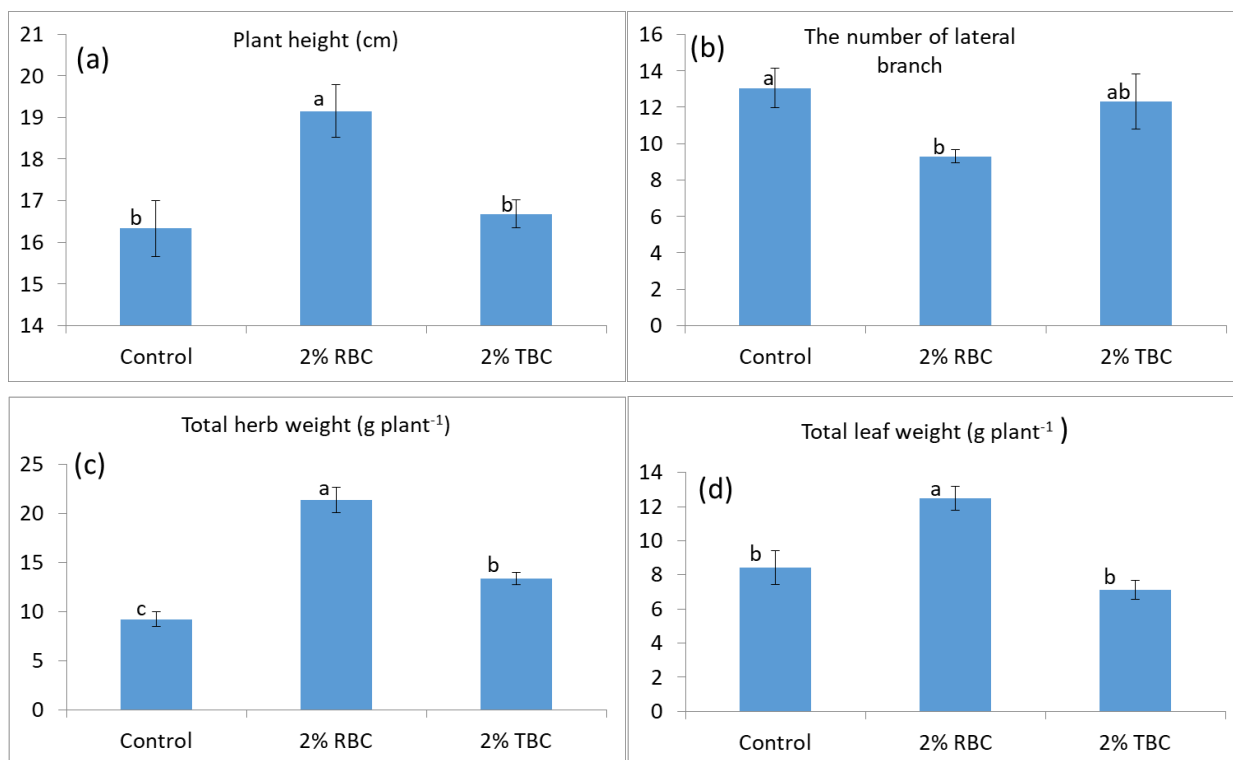 Plant height (cm)
(a)
21
20
19
18
17
16
15
14
b
a
b
Control
2% RBC
2% TBC
The number of lateral
branch
(b)
16
14
12
10
8
6
4
2
0
a
b
ab
Control
2% RBC
2% TBC
Total herb weight (g plant⁻¹)
(c)
25
20
15
10
5
0
c
a
b
Control
2% RBC
2% TBC
Total leaf weight (g plant⁻¹ )
(d)
14
12
10
8
6
4
2
0
b
a
b
Control
2% RBC
2% TBC